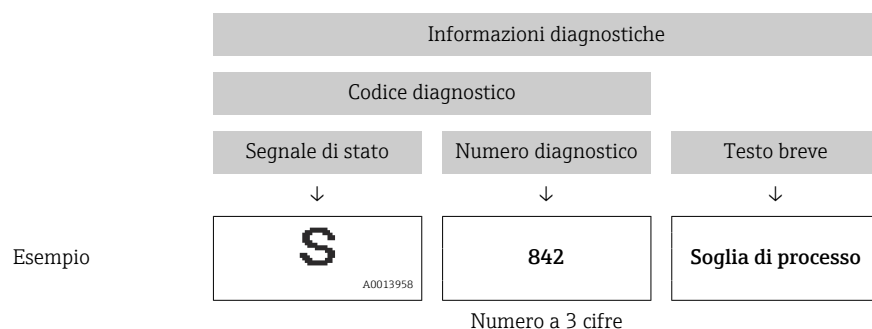 Informazioni diagnostiche
Codice diagnostico
Segnale di stato Numero diagnostico Testo breve
↓ ↓ ↓
Esempio S 842 Soglia di processo
A0013958
Numero a 3 cifre